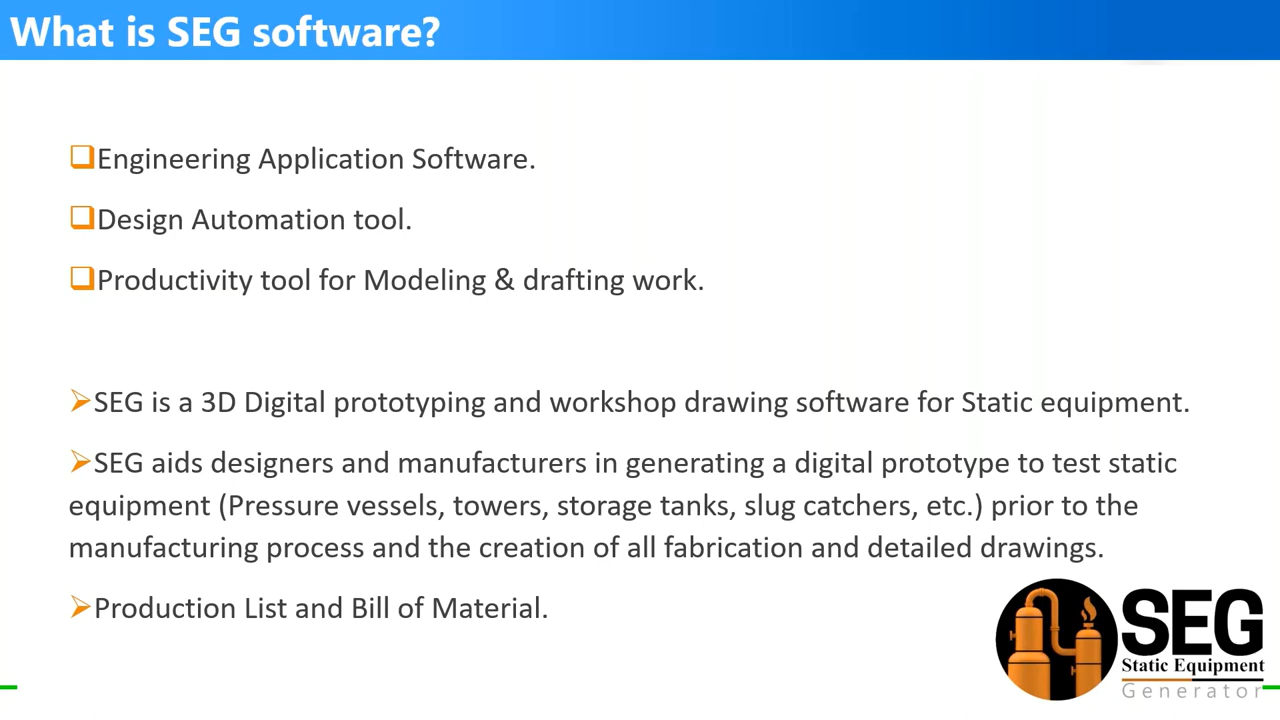 What is SEG software?
Engineering Application Software.
Design Automation tool.
Productivity tool for Modeling & drafting work.
SEG is a 3D Digital prototyping and workshop drawing software for Static equipment.
SEG aids designers and manufacturers in generating a digital prototype to test static
equipment (Pressure vessels, towers, storage tanks, slug catchers, etc.) prior to the
manufacturing process and the creation of all fabrication and detailed drawings.
Production List and Bill of Material.
SEG
Static Equipment
Generator